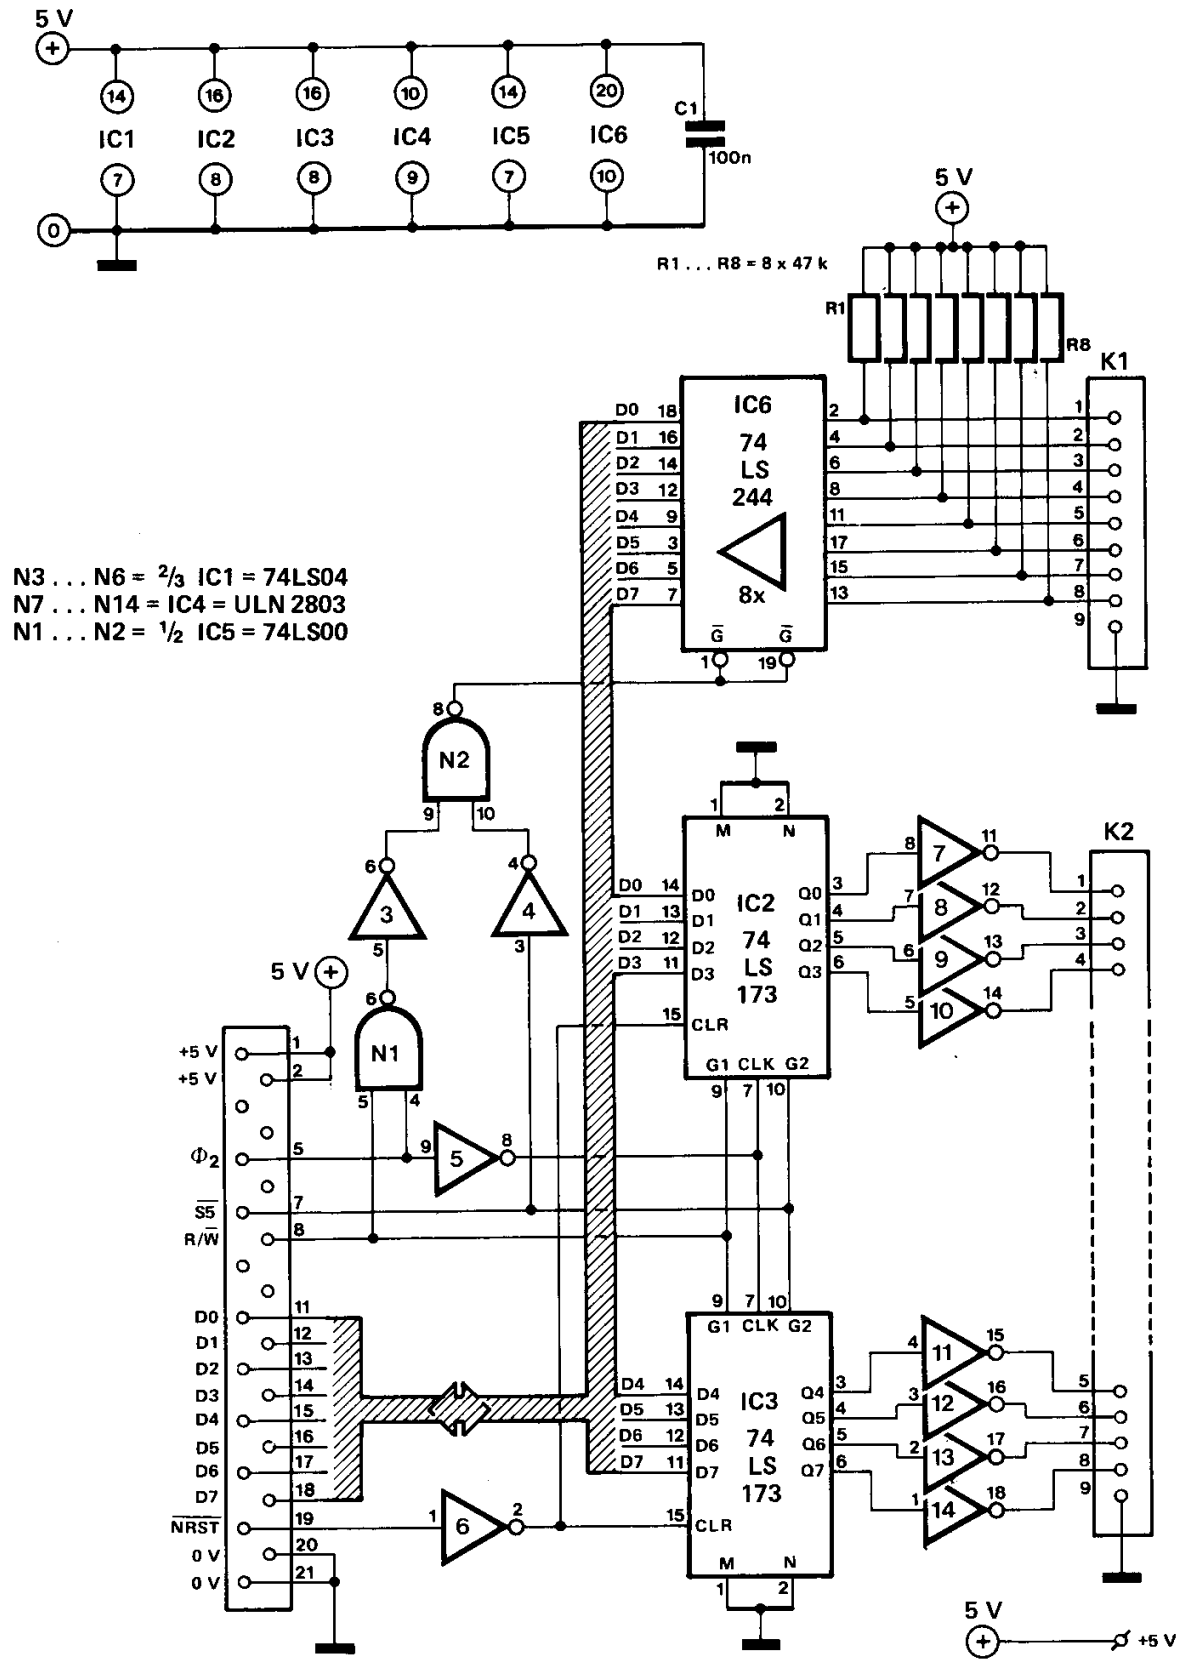 5 V
+
14 16 16 10 14 20
IC1 IC2 IC3 IC4 IC5 IC6
C1
100n
7 8 8 9 7 10
0
5 V
+
R1 . . . R8 = 8 x 47 k
R1
R8
K1
IC6
74
LS
244
8x
D0 18
D1 16
D2 14
D3 12
D4 9
D5 3
D6 5
D7 7
2 1
4 2
6 3
8 4
11 5
17 6
15 7
13 8
9
G̅ G̅
1 19
N3 . . . N6 = 2/3 IC1 = 74LS04
N7 . . . N14 = IC4 = ULN 2803
N1 . . . N2 = 1/2 IC5 = 74LS00
8
N2
9 10
6 4
3 4
5 3
6
N1
5 4
1 2
M N
IC2
74
LS
173
D0 14 D0
D1 13 D1
D2 12 D2
D3 11 D3
15 CLR
G1 CLK G2
9 7 10
Q0 3
Q1 4
Q2 5
Q3 6
8 7 11
7 8 12
6 9 13
5 10 14
K2
1
2
3
4
5 V
+
+5 V 1
+5 V 2
Φ2 5
S̅5̅ 7
R/W̅ 8
9 5 8
D0 11
D1 12
D2 13
D3 14
D4 15
D5 16
D6 17
D7 18
N̅R̅S̅T̅ 19
0 V 20
0 V 21
1 6 2
9 7 10
G1 CLK G2
IC3
74
LS
173
D4 14 D4
D5 13 D5
D6 12 D6
D7 11 D7
15 CLR
M N
1 2
Q4 3
Q5 4
Q6 5
Q7 6
4 11 15
3 12 16
2 13 17
1 14 18
5
6
7
8
9
5 V
+ +5 V